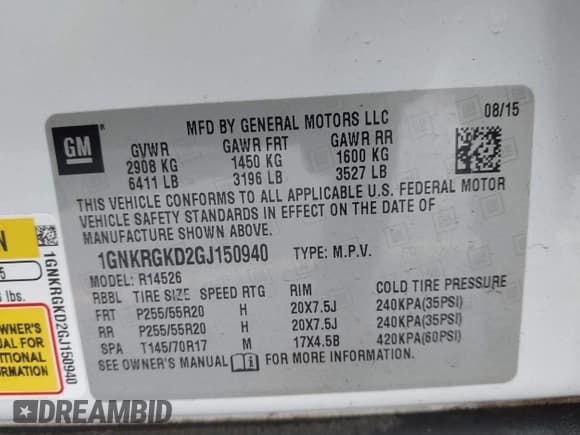 GM
MFD BY GENERAL MOTORS LLC
08/15
GVWR GAWR FRT GAWR RR
2908 KG 1450 KG 1600 KG
6411 LB 3196 LB 3527 LB
THIS VEHICLE CONFORMS TO ALL APPLICABLE U.S. FEDERAL MOTOR
VEHICLE SAFETY STANDARDS IN EFFECT ON THE DATE OF
MANUFACTURE SHOWN ABOVE.
1GNKRGKD2GJ150940 TYPE: M.P.V.
MODEL: R14526
RBBL TIRE SIZE SPEED RTG RIM COLD TIRE PRESSURE
FRT P255/55R20 H 20X7.5J 240KPA(35PSI)
RR P255/55R20 H 20X7.5J 240KPA(35PSI)
SPA T145/70R17 M 17X4.5B 420KPA(60PSI)
SEE OWNER'S MANUAL FOR MORE INFORMATION.
1GNKRGKD2GJ150940
N
5
lbs.
OWNER'S
FOR
DREAMBID